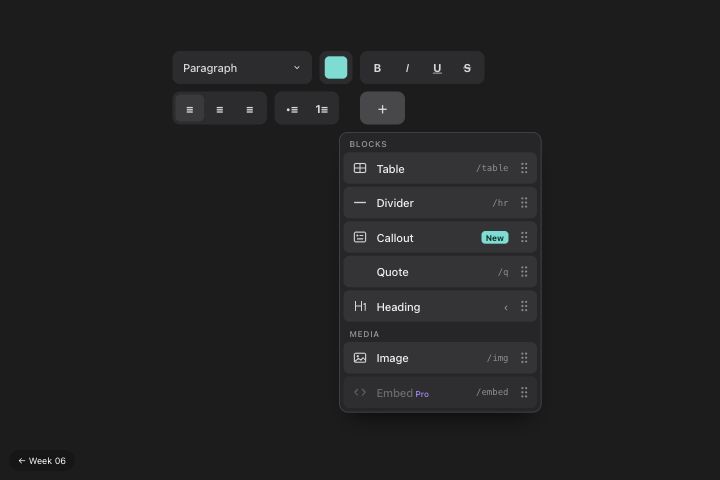 Paragraph
B I U S
1
+
BLOCKS
Table /table
Divider /hr
Callout New
Quote /q
H1 Heading ‹
MEDIA
Image /img
Embed Pro /embed
← Week 06